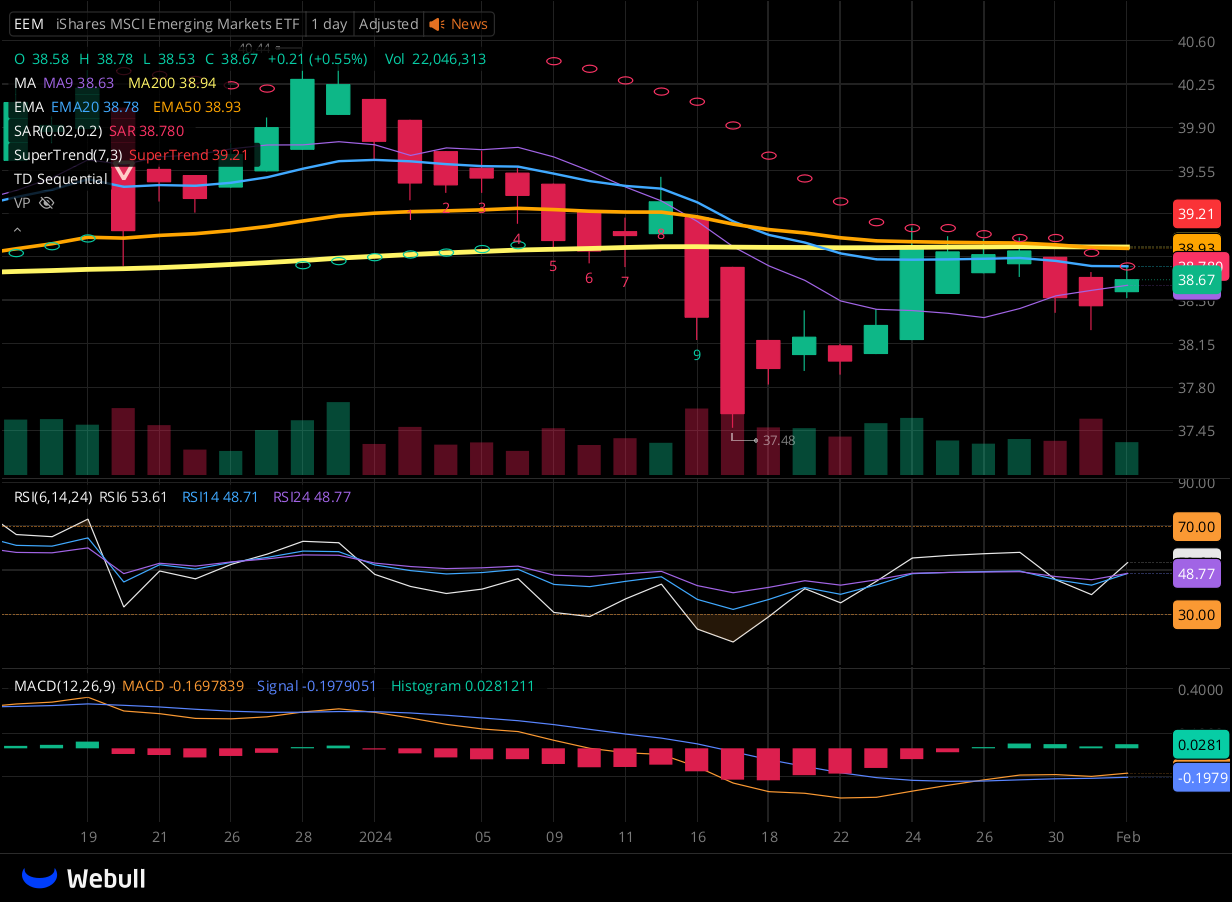 EEM iShares MSCI Emerging Markets ETF 1 day Adjusted News
O 38.58 H 38.78 L 38.53 C 38.67 +0.21 (+0.55%) Vol 22,046,313
MA MA9 38.63 MA200 38.94
EMA EMA20 38.78 EMA50 38.93
SAR(0.02,0.2) SAR 38.780
SuperTrend(7,3) SuperTrend 39.21
TD Sequential
VP
40.60
40.25
39.90
39.55
39.21
38.93
38.780
38.67
38.50
38.15
37.80
37.45
2 3 4 5 6 7 8 9
37.48
RSI(6,14,24) RSI6 53.61 RSI14 48.71 RSI24 48.77
90.00
70.00
48.77
30.00
MACD(12,26,9) MACD -0.1697839 Signal -0.1979051 Histogram 0.0281211
0.4000
0.0281
-0.1979
19 21 26 28 2024 05 09 11 16 18 22 24 26 30 Feb
Webull